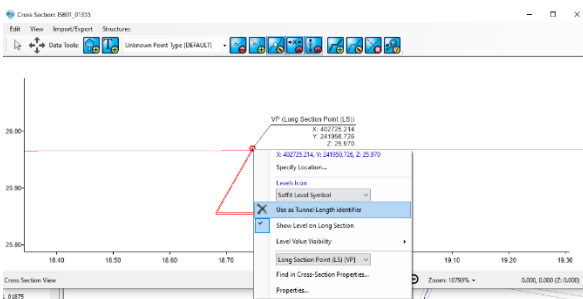 Cross Section: ISB01_01355
Edit View Import/Export Structures
Data Tools: Unknown Point Type [DEFAULT]
VP (Long Section Point (LS))
X: 402725.214
Y: 241950.726
Z: 25.970
26.00
X: 402725.214, Y: 241950.726, Z: 25.970
Specify Location...
Levels Icon
Soffit Level Symbol
25.90
Use as Tunnel Length identifier
Show Level on Long Section
Level Value Visibility
25.80
18.40 18.50 18.60 18.70 19.10 19.20 19.30
Long Section Point (LS) [VP]
Find in Cross-Section Properties...
Cross Section View Zoom: 10790% 0.000, 0.000 (Z: 0.000)
Properties...
01875